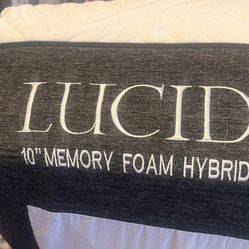 LUCID
10" MEMORY FOAM HYBRID